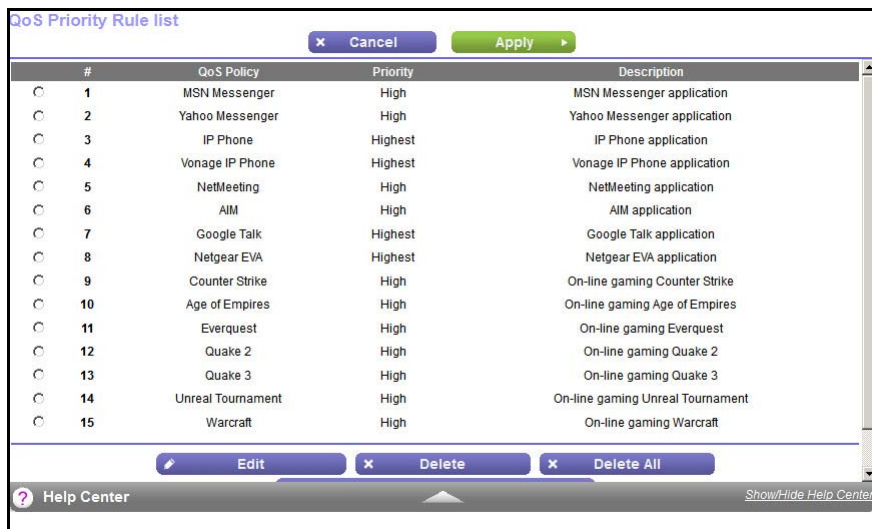 QoS Priority Rule list
Cancel Apply
# QoS Policy Priority Description
1 MSN Messenger High MSN Messenger application
2 Yahoo Messenger High Yahoo Messenger application
3 IP Phone Highest IP Phone application
4 Vonage IP Phone Highest Vonage IP Phone application
5 NetMeeting High NetMeeting application
6 AIM High AIM application
7 Google Talk Highest Google Talk application
8 Netgear EVA Highest Netgear EVA application
9 Counter Strike High On-line gaming Counter Strike
10 Age of Empires High On-line gaming Age of Empires
11 Everquest High On-line gaming Everquest
12 Quake 2 High On-line gaming Quake 2
13 Quake 3 High On-line gaming Quake 3
14 Unreal Tournament High On-line gaming Unreal Tournament
15 Warcraft High On-line gaming Warcraft
Edit Delete Delete All
? Help Center Show/Hide Help Center